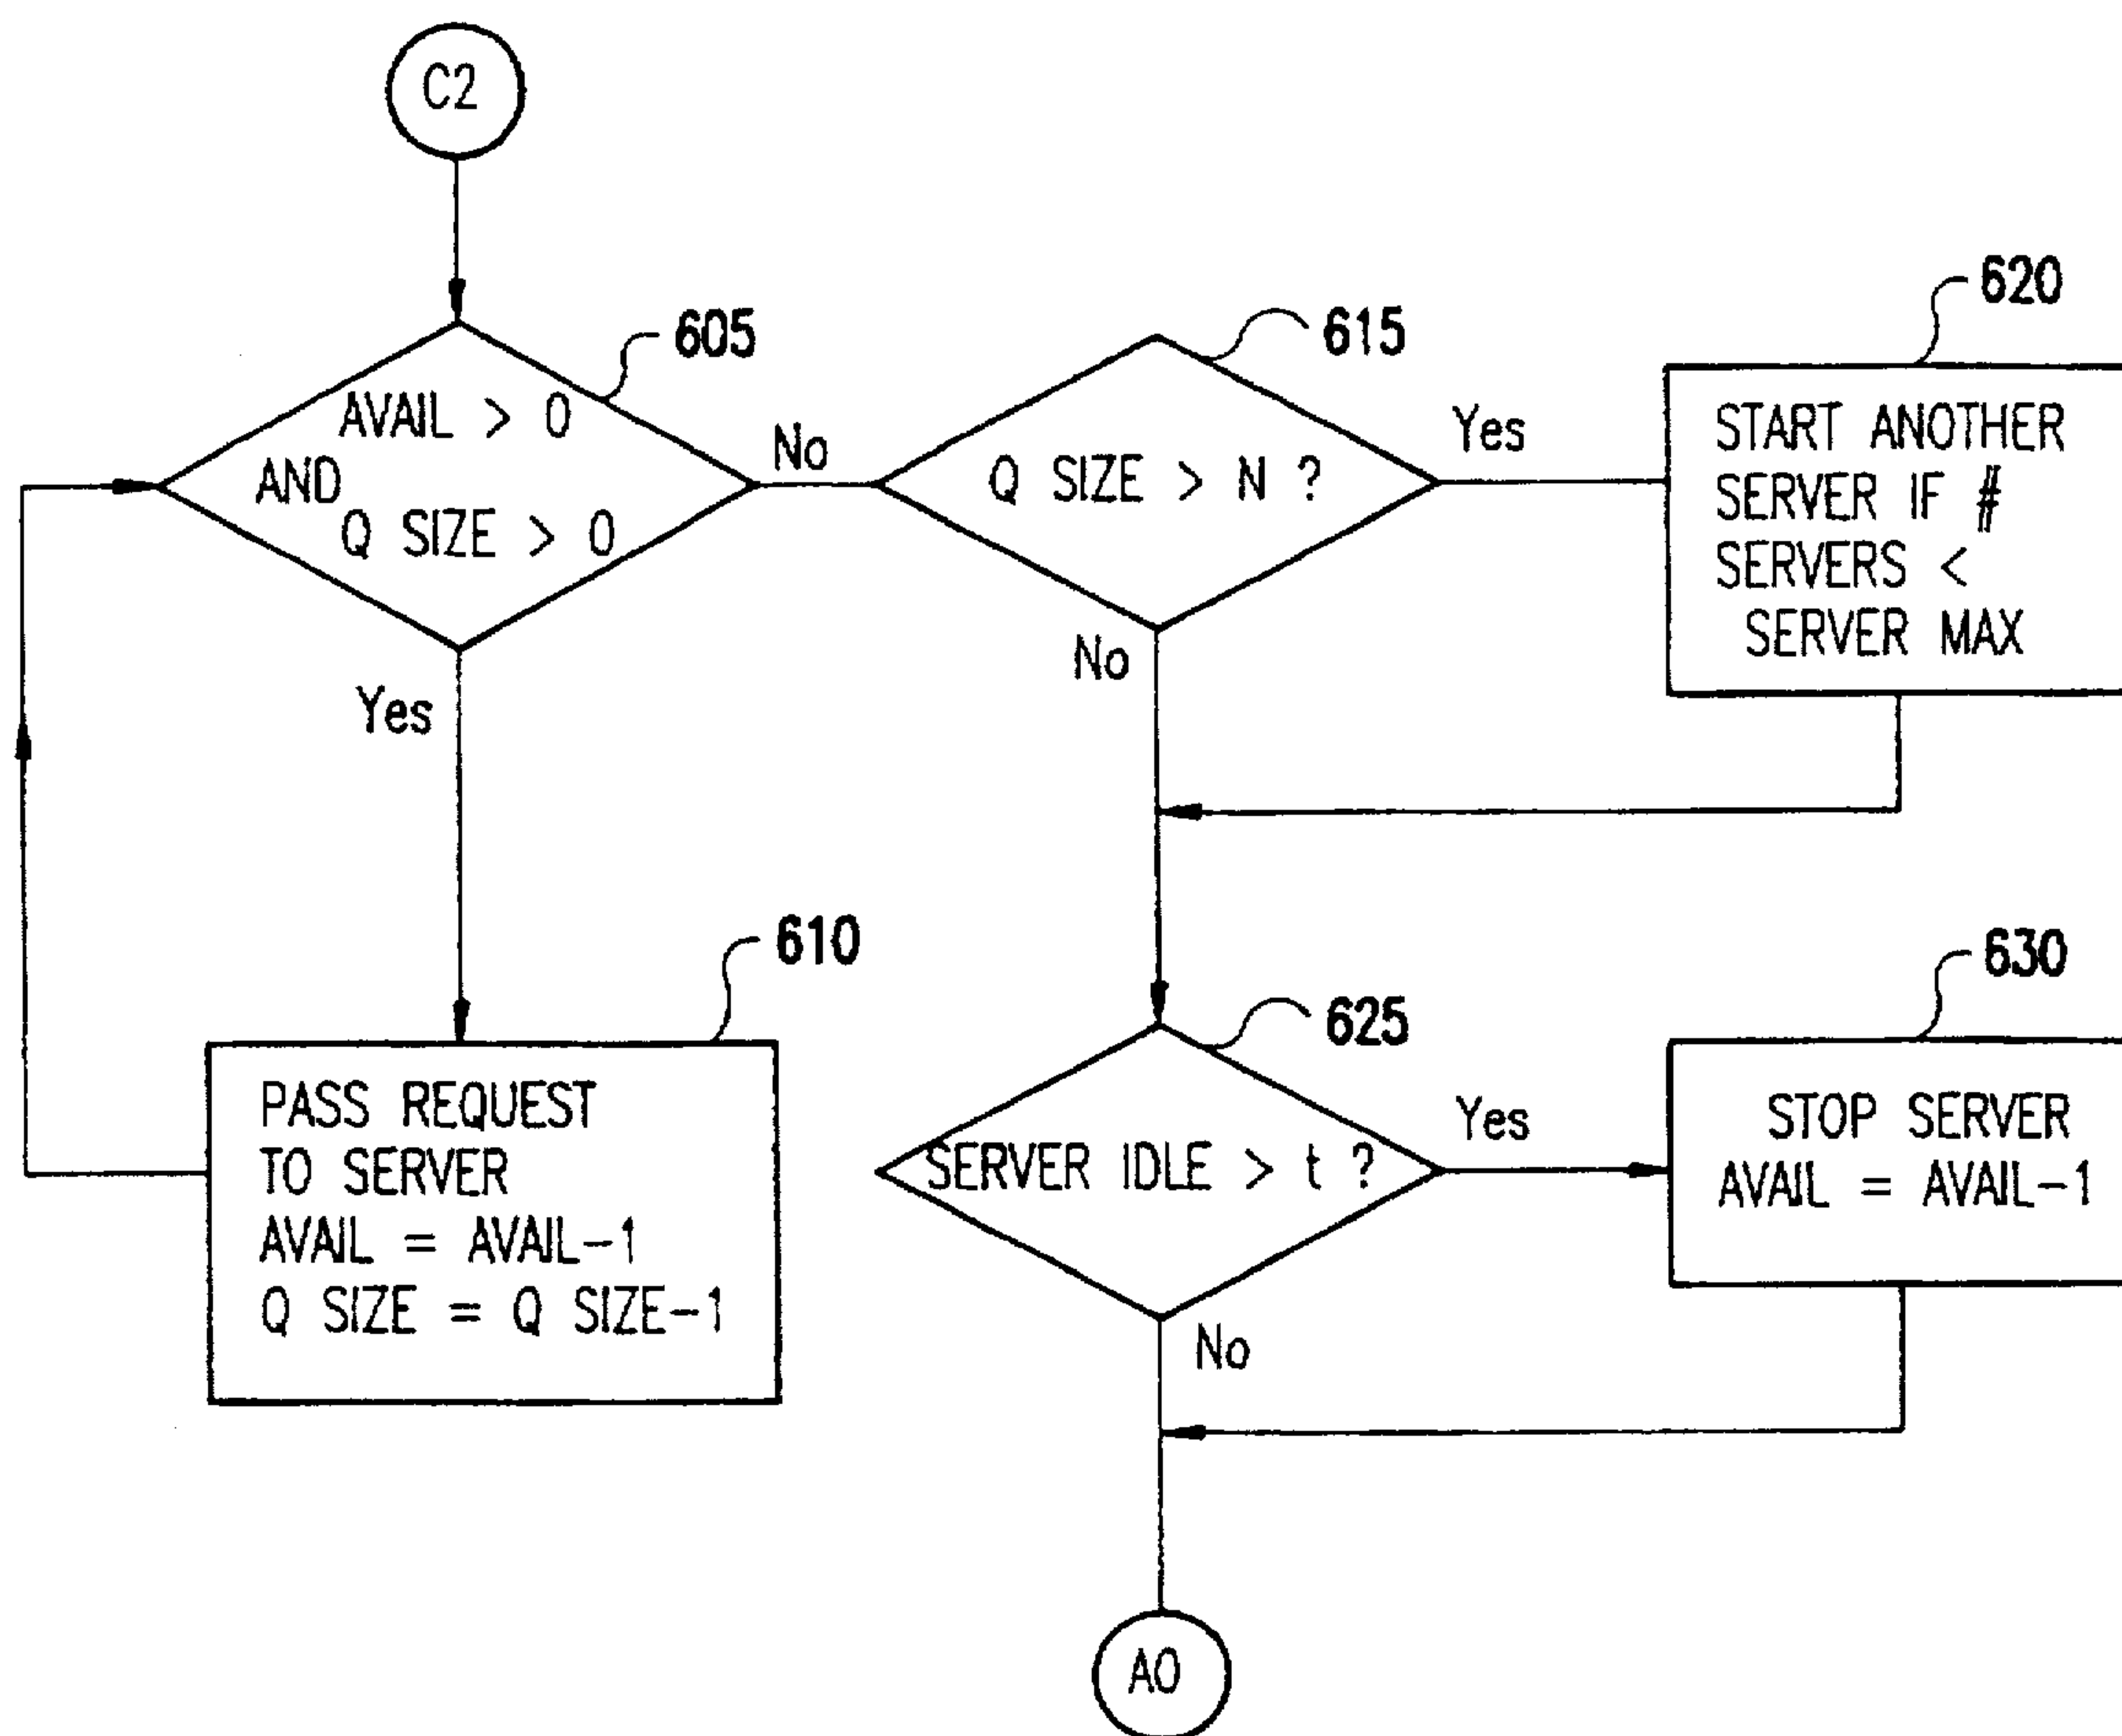 C2
605
AVAIL > 0
AND
Q SIZE > 0
No
Yes
615
Q SIZE > N ?
Yes
No
620
START ANOTHER
SERVER IF #
SERVERS <
SERVER MAX
610
PASS REQUEST
TO SERVER
AVAIL = AVAIL-1
Q SIZE = Q SIZE-1
625
SERVER IDLE > t ?
Yes
No
630
STOP SERVER
AVAIL = AVAIL-1
A0